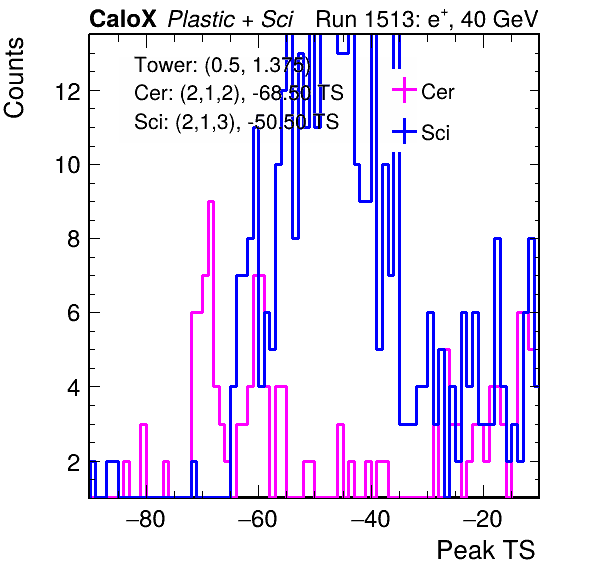 CaloX Plastic + Sci Run 1513: e+, 40 GeV
Counts
Tower: (0.5, 1.375)
Cer: (2,1,2), -68.50 TS
Sci: (2,1,3), -50.50 TS
Cer
Sci
12
10
8
6
4
2
−80 −60 −40 −20
Peak TS